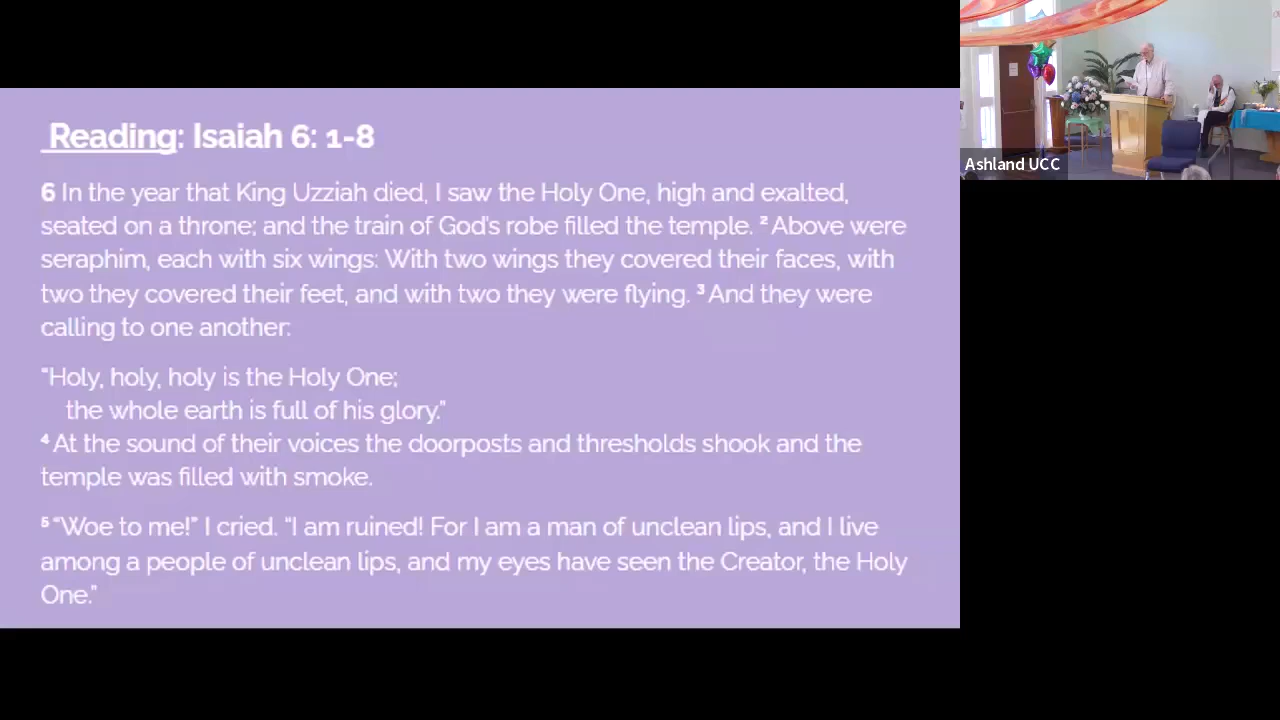 Reading: Isaiah 6: 1-8
6 In the year that King Uzziah died, I saw the Holy One, high and exalted,
seated on a throne; and the train of God's robe filled the temple. 2 Above were
seraphim, each with six wings: With two wings they covered their faces, with
two they covered their feet, and with two they were flying. 3 And they were
calling to one another:
“Holy, holy, holy is the Holy One;
the whole earth is full of his glory.”
4 At the sound of their voices the doorposts and thresholds shook and the
temple was filled with smoke.
5 “Woe to me!” I cried. “I am ruined! For I am a man of unclean lips, and I live
among a people of unclean lips, and my eyes have seen the Creator, the Holy
One.”
Ashland UCC